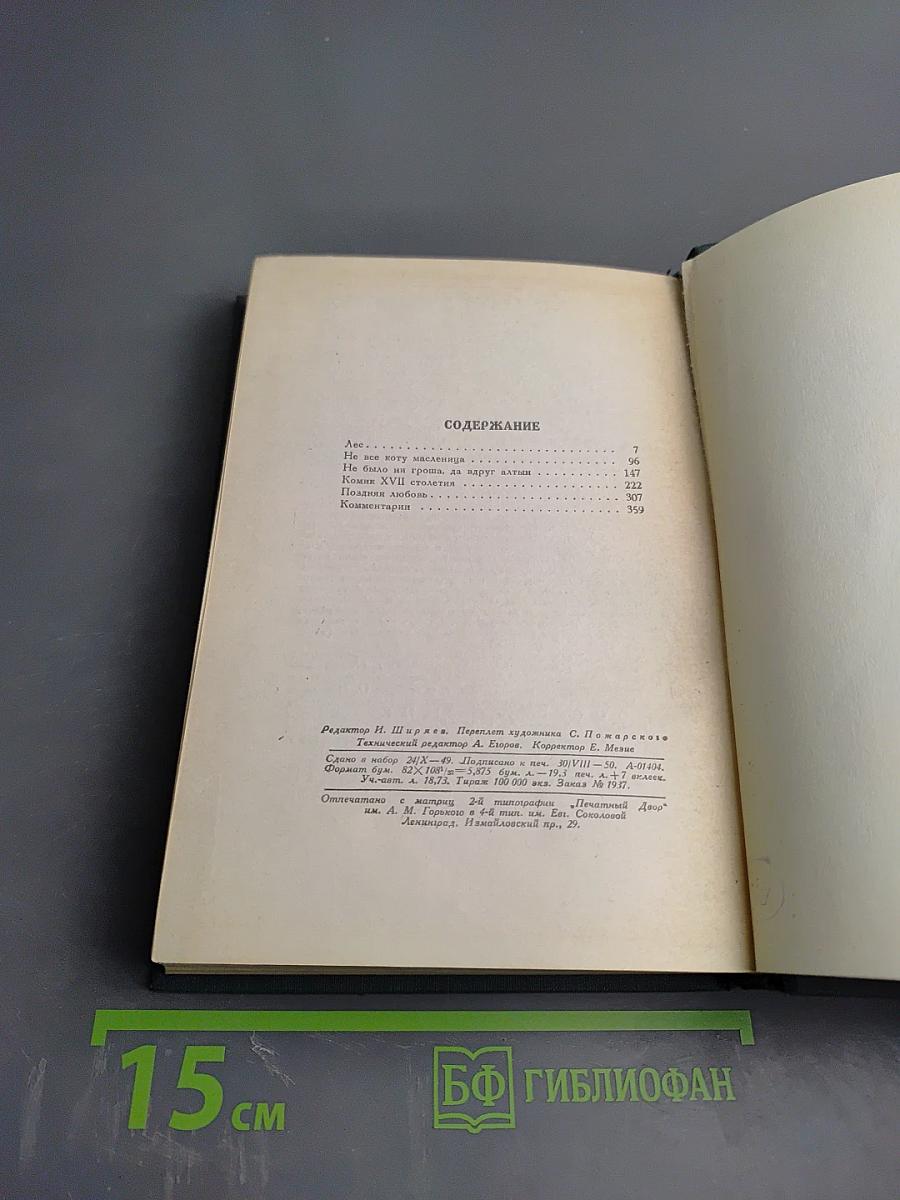 СОДЕРЖАНИЕ
Лес . . . . . . . . . . . . . . . . . . . . . . . . . . . . . . 7
Не все коту масленица . . . . . . . . . . . . . . . . . . 96
Не было ни гроша, да вдруг алтын . . . . . . . . . . 147
Комик XVII столетия . . . . . . . . . . . . . . . . . . . 222
Поздняя любовь . . . . . . . . . . . . . . . . . . . . . . 307
Комментарии . . . . . . . . . . . . . . . . . . . . . . . 359
Редактор И. Ширяев. Переплет художника С. Пожарского
Технический редактор А. Егоров. Корректор Е. Мезис
Сдано в набор 24/X—49. Подписано к печ. 30/VIII—50. А-01404.
Формат бум. 82×108¹/₃₂=5,875 бум. л.—19,3 печ. л.+7 вклеек.
Уч.-авт. л. 18,73. Тираж 100 000 экз. Заказ № 1937.
Отпечатано с матриц 2-й типографии „Печатный Двор“
им. А. М. Горького в 4-й тип. им. Евг. Соколовой
Ленинград, Измайловский пр., 29.
15 см
БФ ГИБЛИОФАН